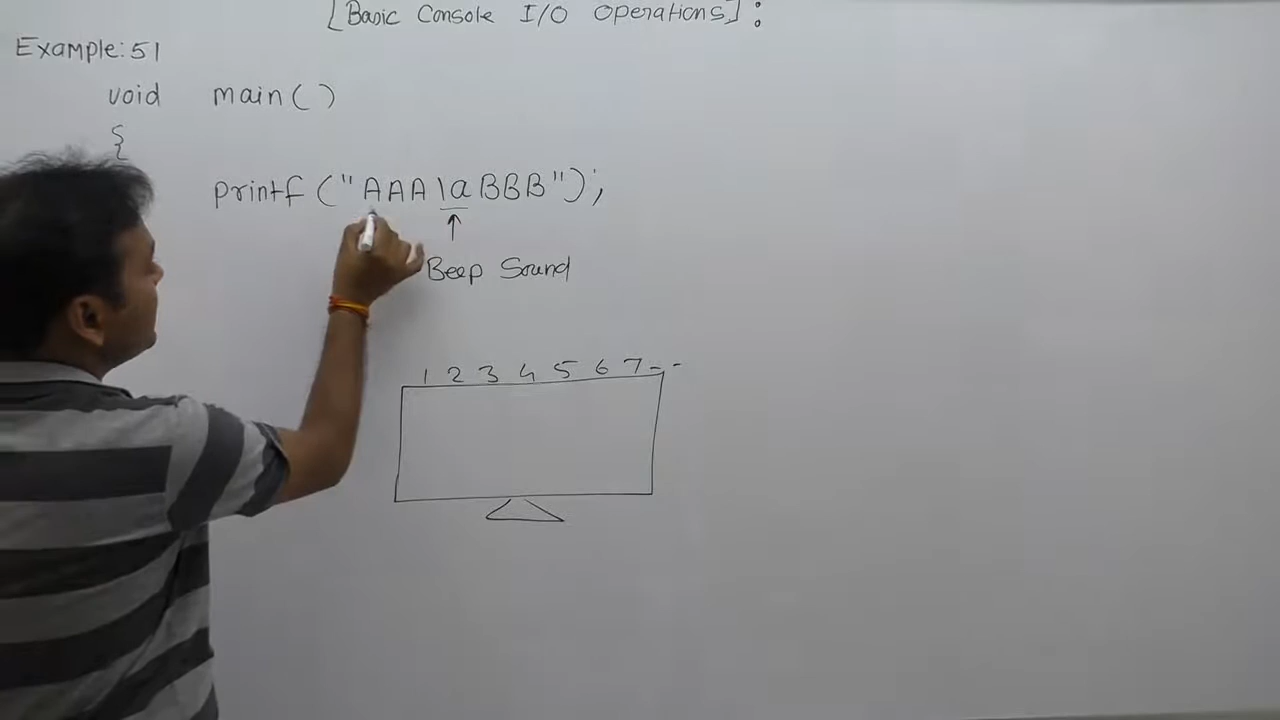 [Basic Console I/O Operations]:
Example:51
void main()
{
printf("AAA\aBBB");
↑
Beep Sound
1 2 3 4 5 6 7 - -